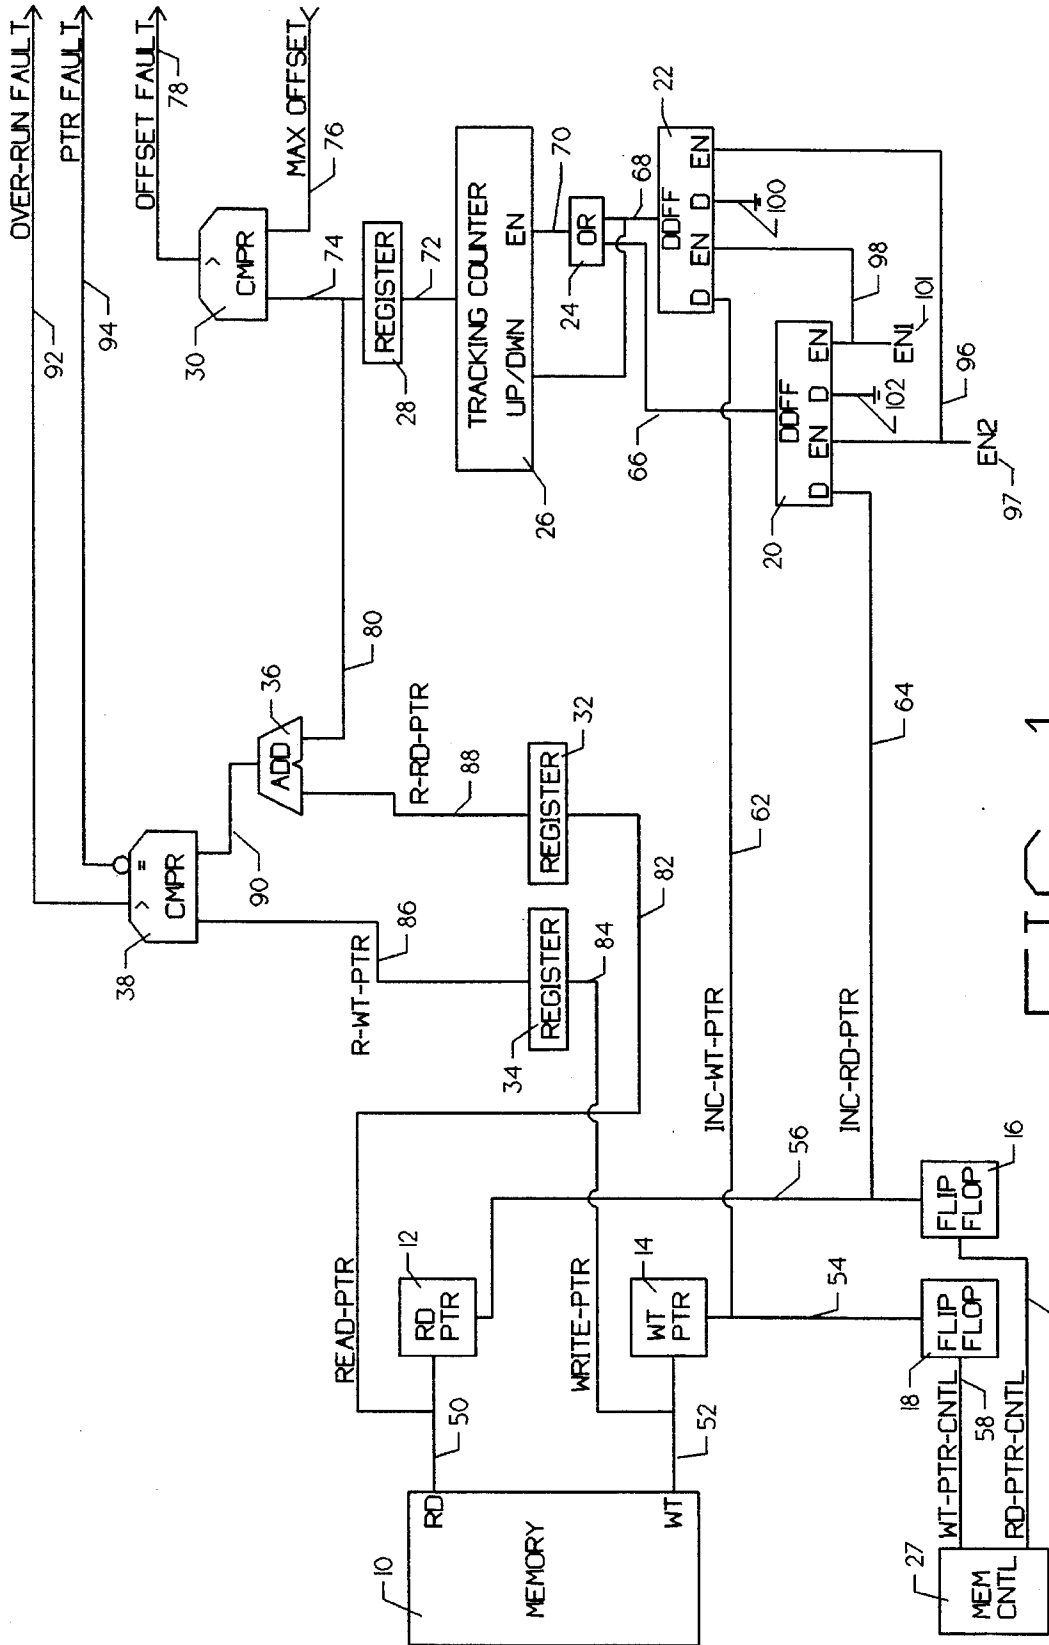 OVER-RUN FAULT
92
PTR FAULT
94
OFFSET FAULT
78
MAX OFFSET
76
>
CMPR
30
74
REGISTER
28
72
TRACKING COUNTER
UP/DWN
EN
26
70
OR
24
68
66
22
DDFF
D EN D EN
100
98
20
DDFF
D EN D EN
102
EN1
101
96
EN2
97
80
36
ADD
90
> =
CMPR
38
R-RD-PTR
88
R-WT-PTR
86
REGISTER
32
REGISTER
34
84
82
62
64
INC-WT-PTR
INC-RD-PTR
READ-PTR
WRITE-PTR
12
RD
PTR
50
14
WT
PTR
52
56
54
10
RD
MEMORY
WT
16
FLIP
FLOP
18
FLIP
FLOP
WT-PTR-CNTL
58
RD-PTR-CNTL
27
MEM
CNTL